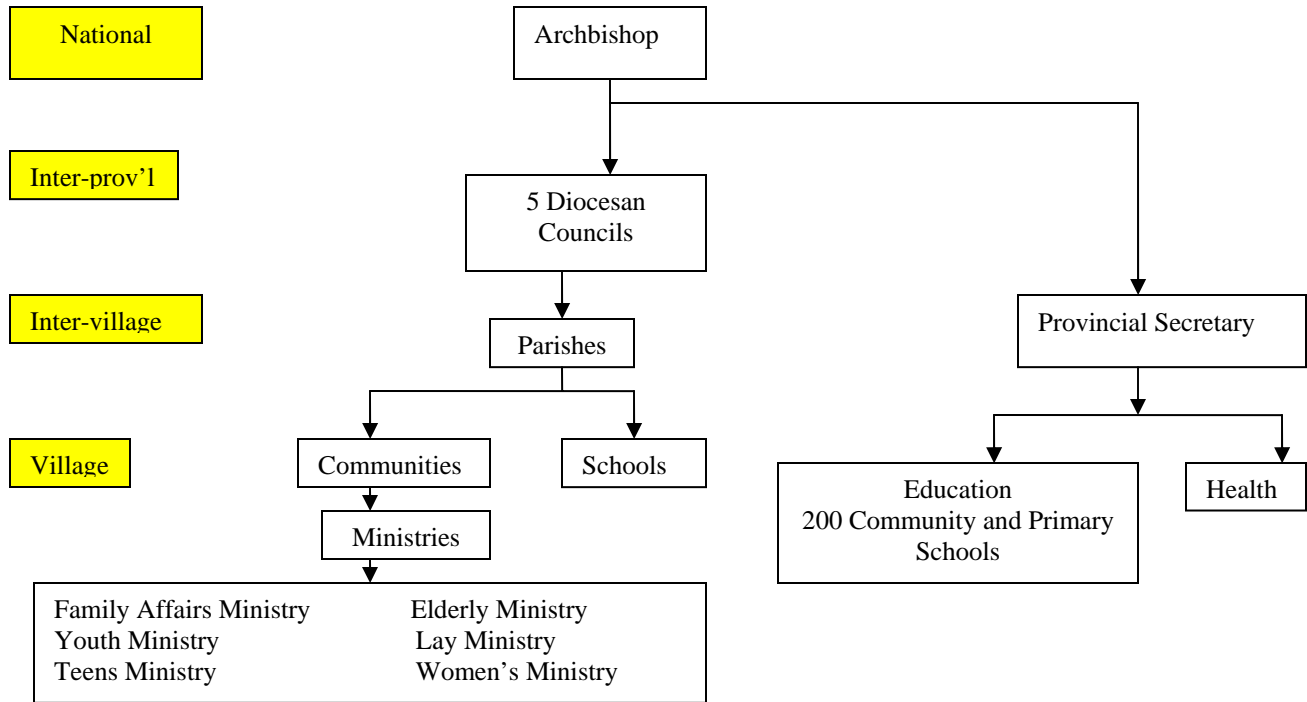 National
Archbishop
Inter-prov’l
5 Diocesan
Councils
Inter-village
Parishes
Provincial Secretary
Village
Communities
Schools
Education
200 Community and Primary
Schools
Health
Ministries
Family Affairs Ministry Elderly Ministry
Youth Ministry Lay Ministry
Teens Ministry Women’s Ministry